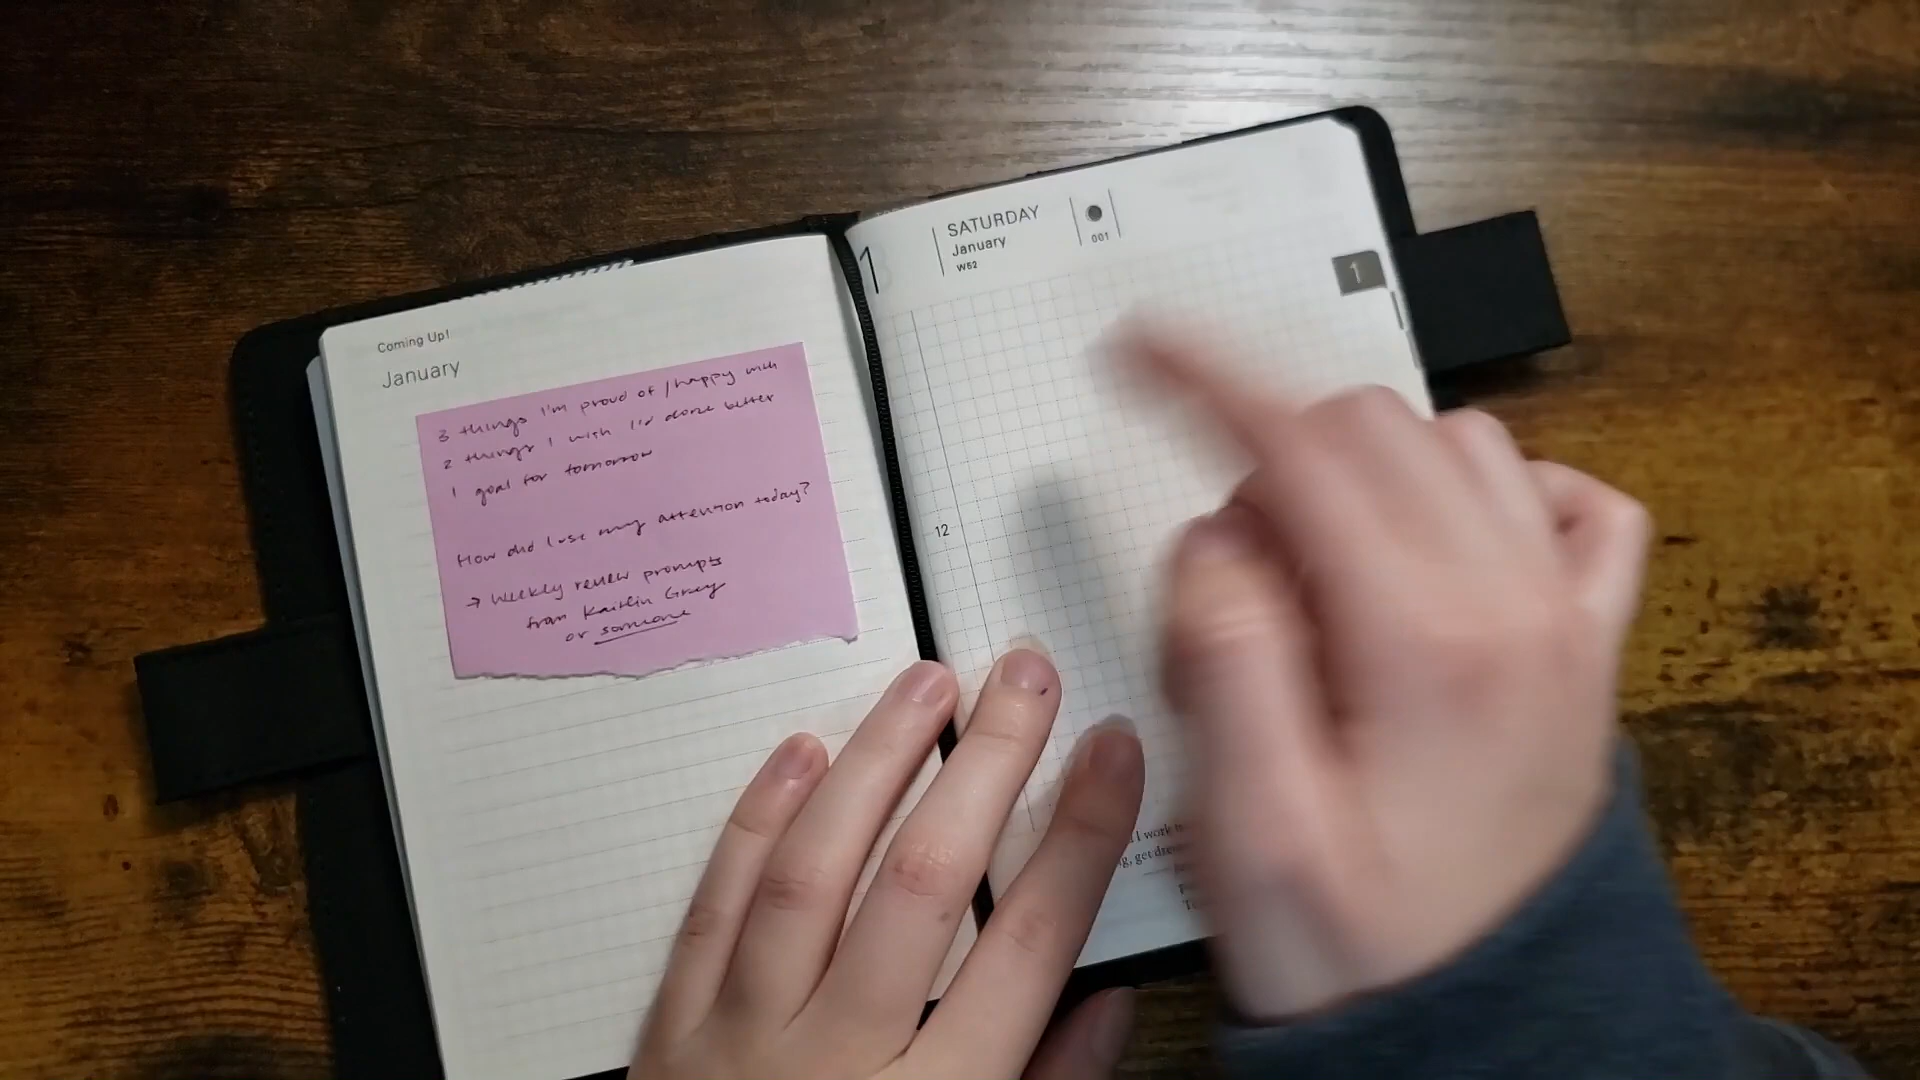 Coming Up!
January
3 things I'm proud of / happy with
2 things I wish I'd done better
1 goal for tomorrow
How did I use my attention today?
→ Weekly review prompts
from Kaitlin Grey
or someone
1
SATURDAY
January
W52
001
1
12
I work
get